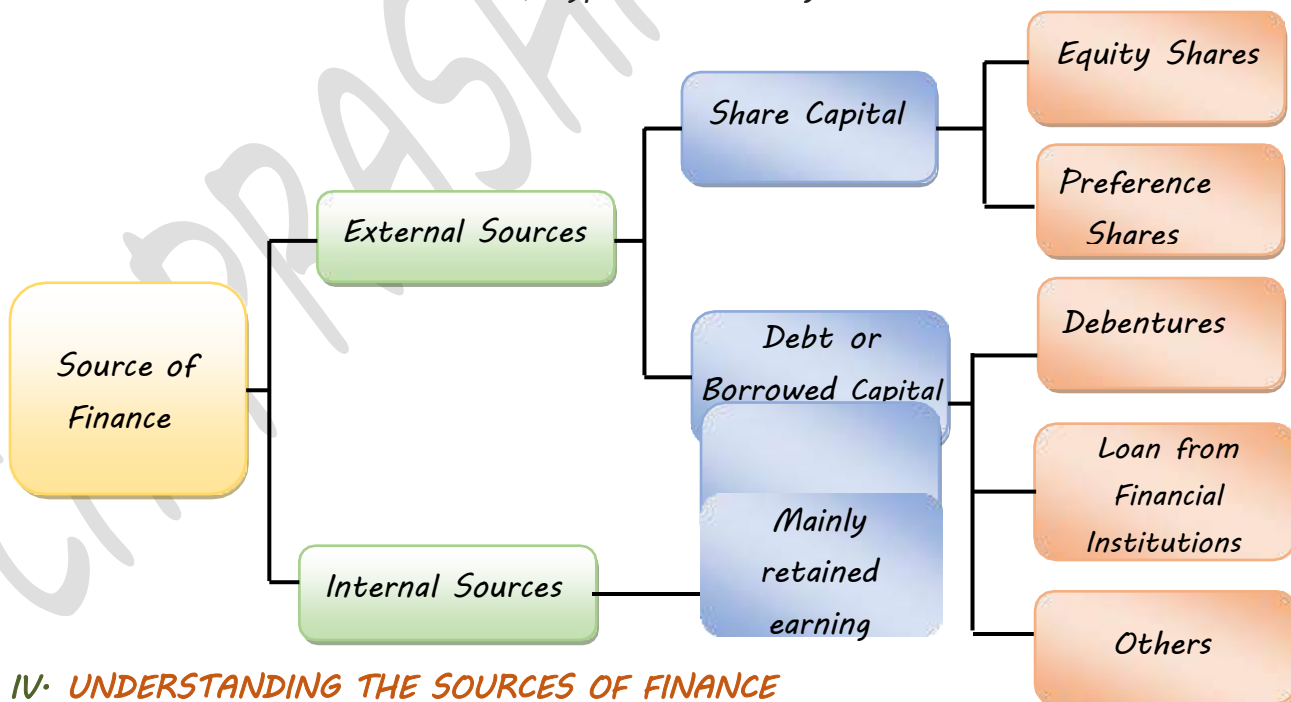 Equity Shares
Share Capital
Preference
Shares
External Sources
Debentures
Debt or
Borrowed Capital
Source of
Finance
Loan from
Financial
Institutions
Mainly
retained
earning
Internal Sources
Others
IV. UNDERSTANDING THE SOURCES OF FINANCE